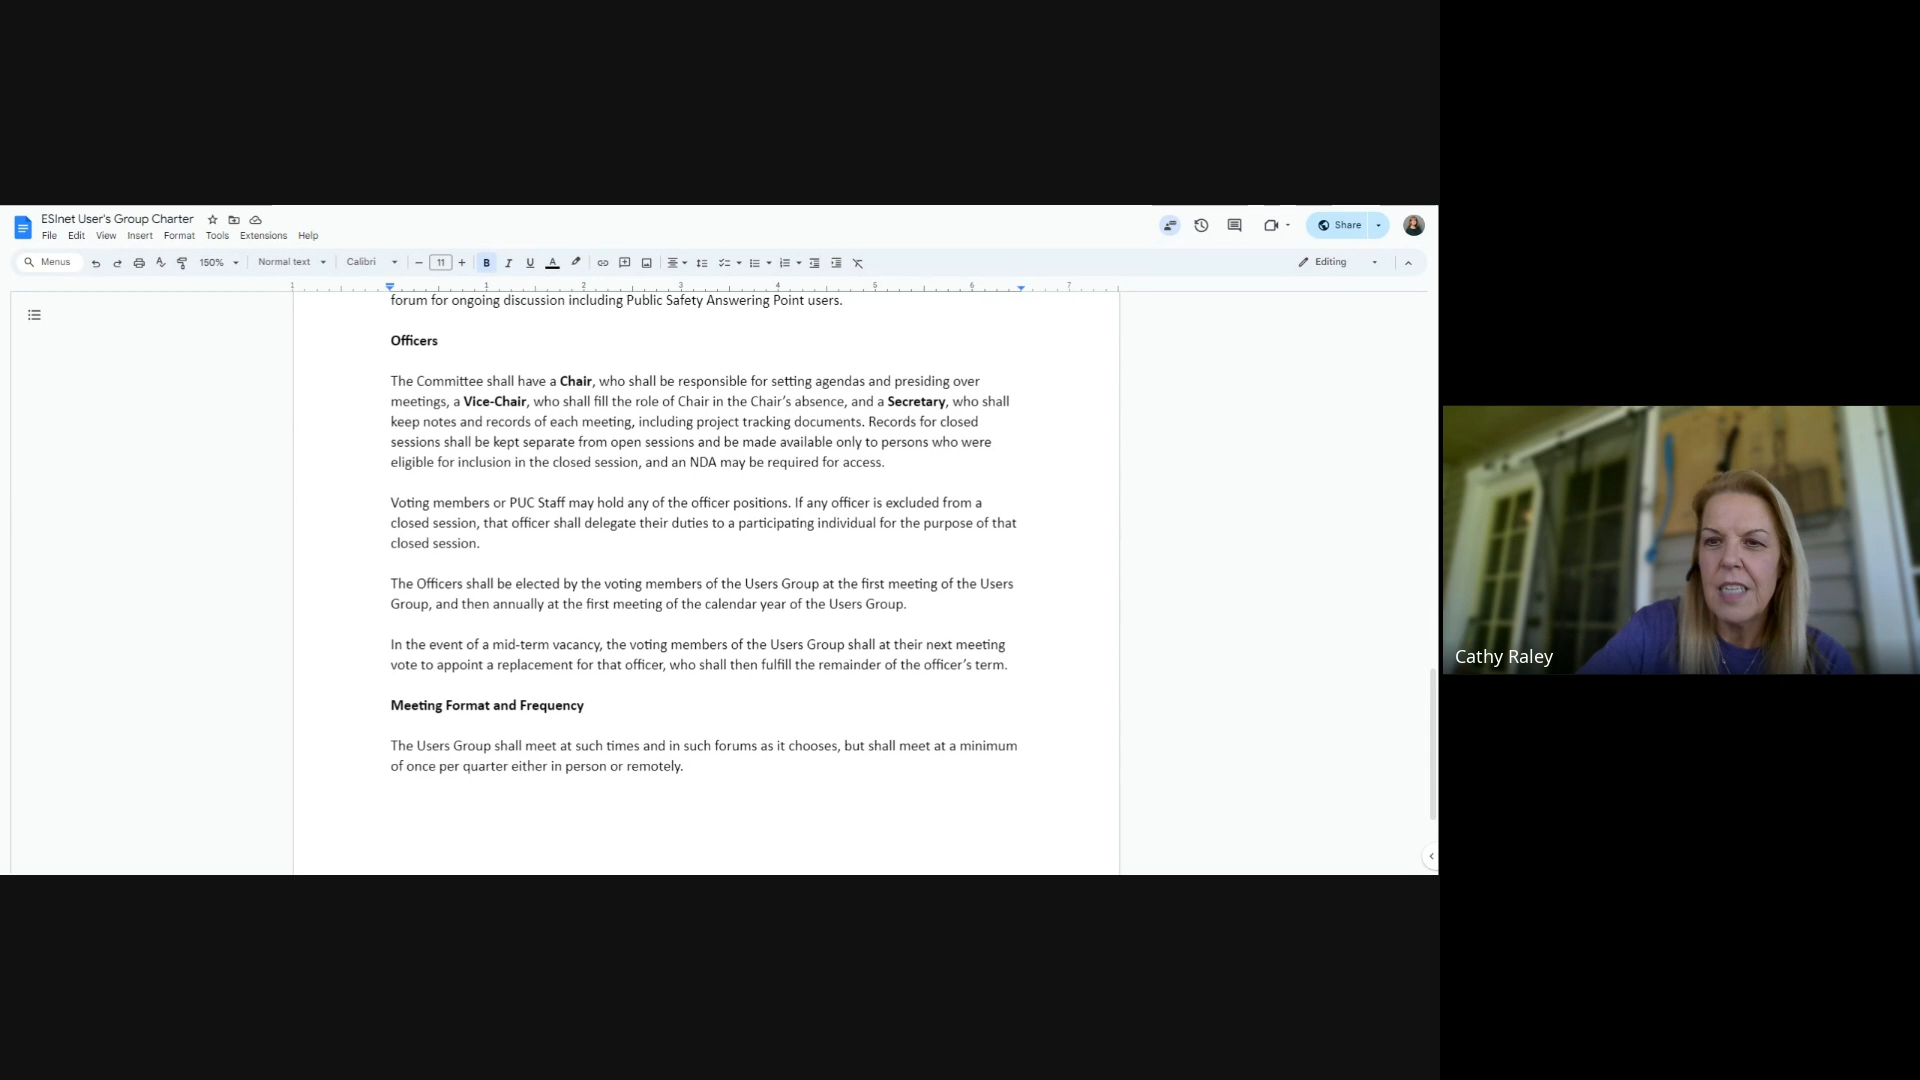 ESInet User's Group Charter
File Edit View Insert Format Tools Extensions Help
Share
Menus 150% Normal text Calibri 11 B I U A Editing
1 1 2 3 4 5 6 7
forum for ongoing discussion including Public Safety Answering Point users.
Officers
The Committee shall have a Chair, who shall be responsible for setting agendas and presiding over
meetings, a Vice-Chair, who shall fill the role of Chair in the Chair’s absence, and a Secretary, who shall
keep notes and records of each meeting, including project tracking documents. Records for closed
sessions shall be kept separate from open sessions and be made available only to persons who were
eligible for inclusion in the closed session, and an NDA may be required for access.
Voting members or PUC Staff may hold any of the officer positions. If any officer is excluded from a
closed session, that officer shall delegate their duties to a participating individual for the purpose of that
closed session.
The Officers shall be elected by the voting members of the Users Group at the first meeting of the Users
Group, and then annually at the first meeting of the calendar year of the Users Group.
In the event of a mid-term vacancy, the voting members of the Users Group shall at their next meeting
vote to appoint a replacement for that officer, who shall then fulfill the remainder of the officer’s term.
Meeting Format and Frequency
The Users Group shall meet at such times and in such forums as it chooses, but shall meet at a minimum
of once per quarter either in person or remotely.
Cathy Raley